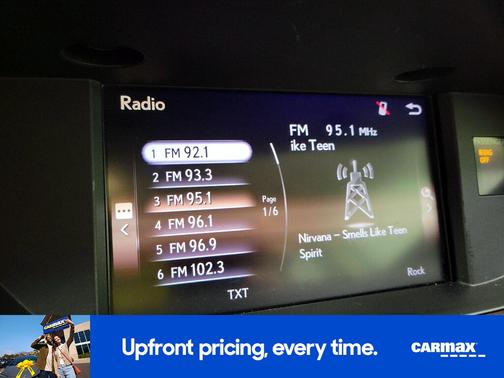 Radio
FM 95.1 MHz
ike Teen
1 FM 92.1
2 FM 93.3
3 FM 95.1
4 FM 96.1
5 FM 96.9
6 FM 102.3
Page
1/6
Nirvana – Smells Like Teen
Spirit
Rock
TXT
OFF
Upfront pricing, every time.
CARMAX